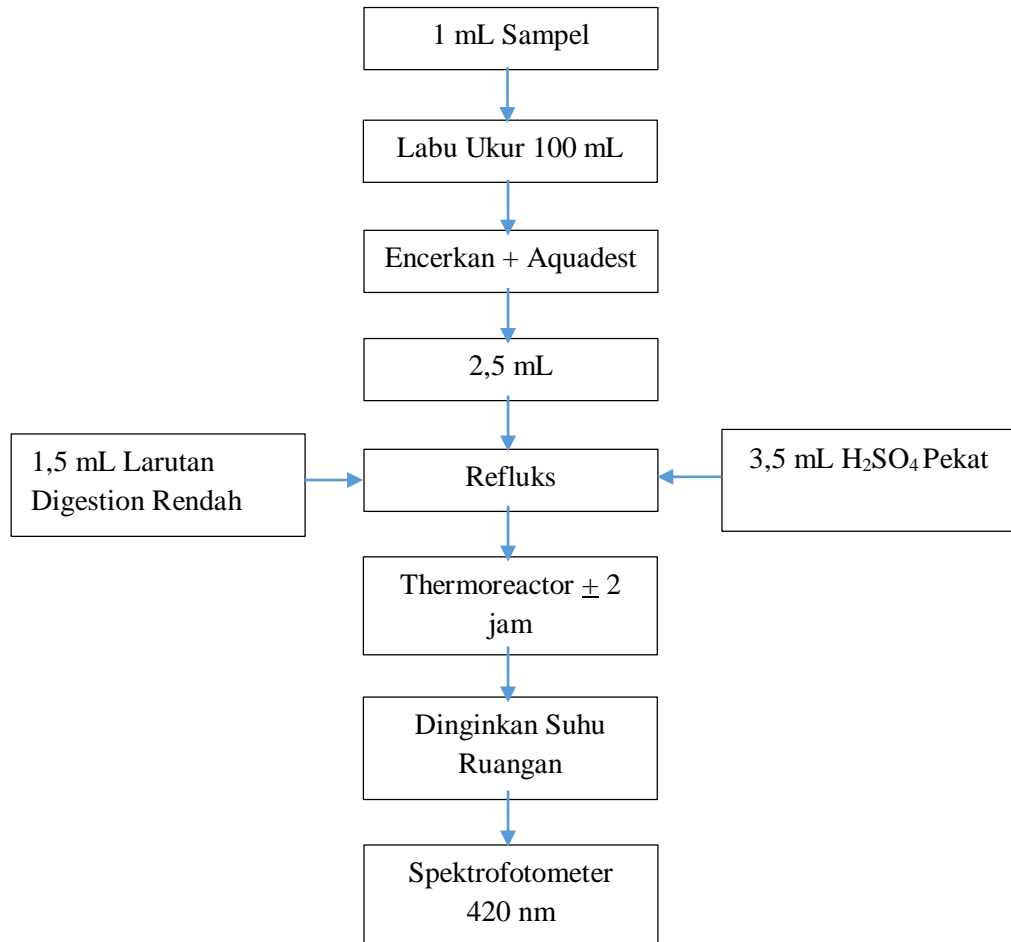 1 mL Sampel
Labu Ukur 100 mL
Encerkan + Aquadest
2,5 mL
1,5 mL Larutan
Digestion Rendah
Refluks
3,5 mL H₂SO₄ Pekat
Thermoreactor ± 2
jam
Dinginkan Suhu
Ruangan
Spektrofotometer
420 nm